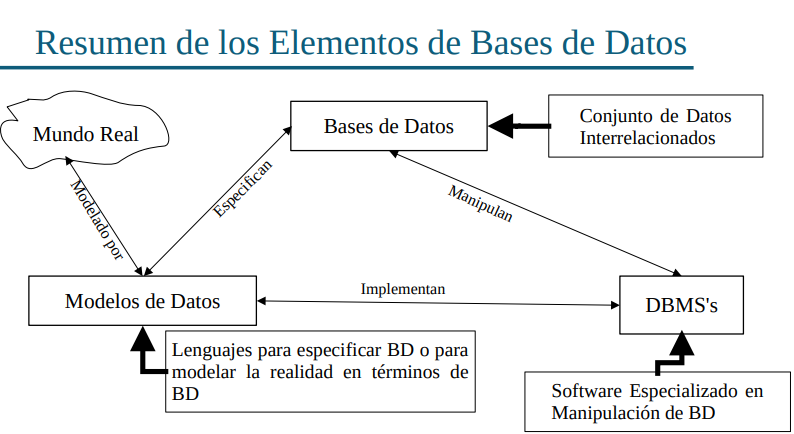 Resumen de los Elementos de Bases de Datos
Mundo Real
Bases de Datos
Conjunto de Datos
Interrelacionados
Modelado por
Especifican
Manipulan
Modelos de Datos
Implementan
DBMS's
Lenguajes para especificar BD o para
modelar la realidad en términos de
BD
Software Especializado en
Manipulación de BD